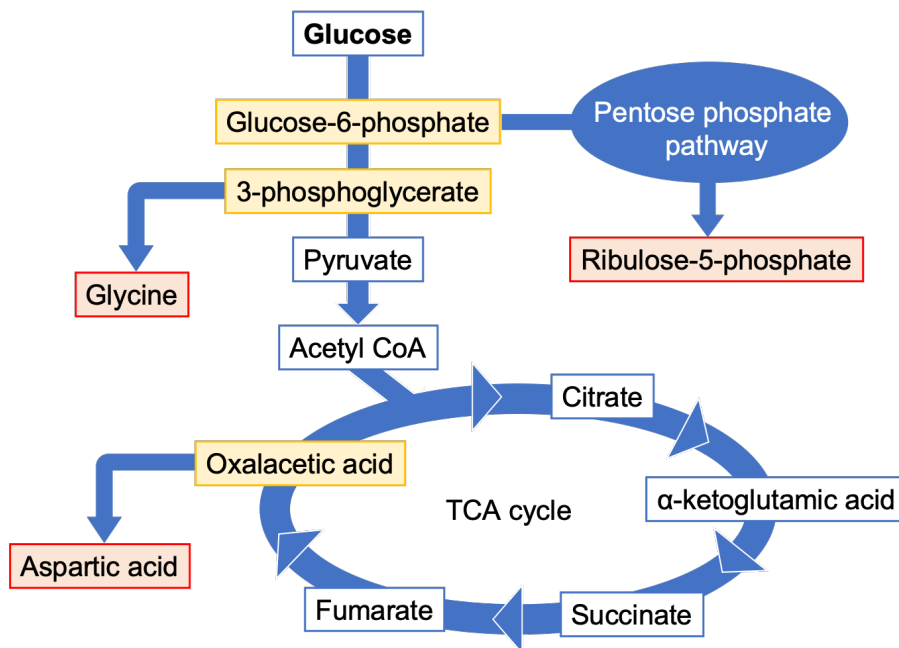 Glucose
Glucose-6-phosphate
Pentose phosphate
pathway
3-phosphoglycerate
Pyruvate
Ribulose-5-phosphate
Glycine
Acetyl CoA
Citrate
Oxalacetic acid
α-ketoglutamic acid
TCA cycle
Aspartic acid
Fumarate
Succinate